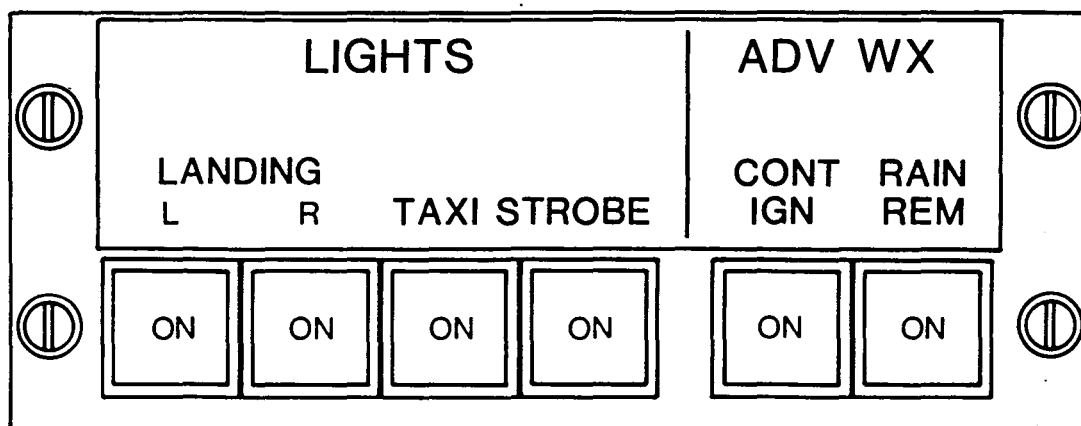 LIGHTS ADV WX
LANDING CONT RAIN
L R TAXI STROBE IGN REM
ON ON ON ON ON ON